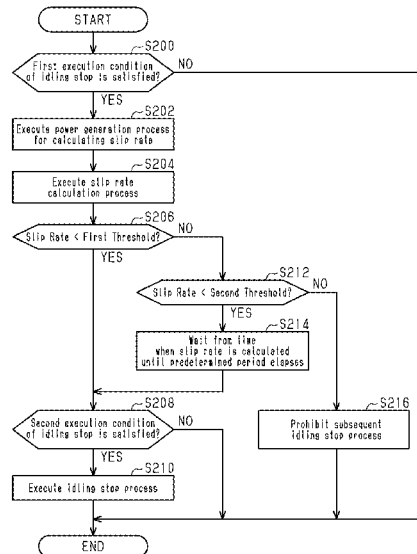 START
S200
First execution condition
of idling stop is satisfied?
NO
YES
S202
Execute power generation process
for calculating slip rate
S204
Execute slip rate
calculation process
S206
Slip Rate < First Threshold?
NO
YES
S212
Slip Rate < Second Threshold?
NO
YES
S214
Wait from time
when slip rate is calculated
until predetermined period elapses
S208
Second execution condition
of idling stop is satisfied?
NO
YES
S216
Prohibit subsequent
idling stop process
S210
Execute idling stop process
END